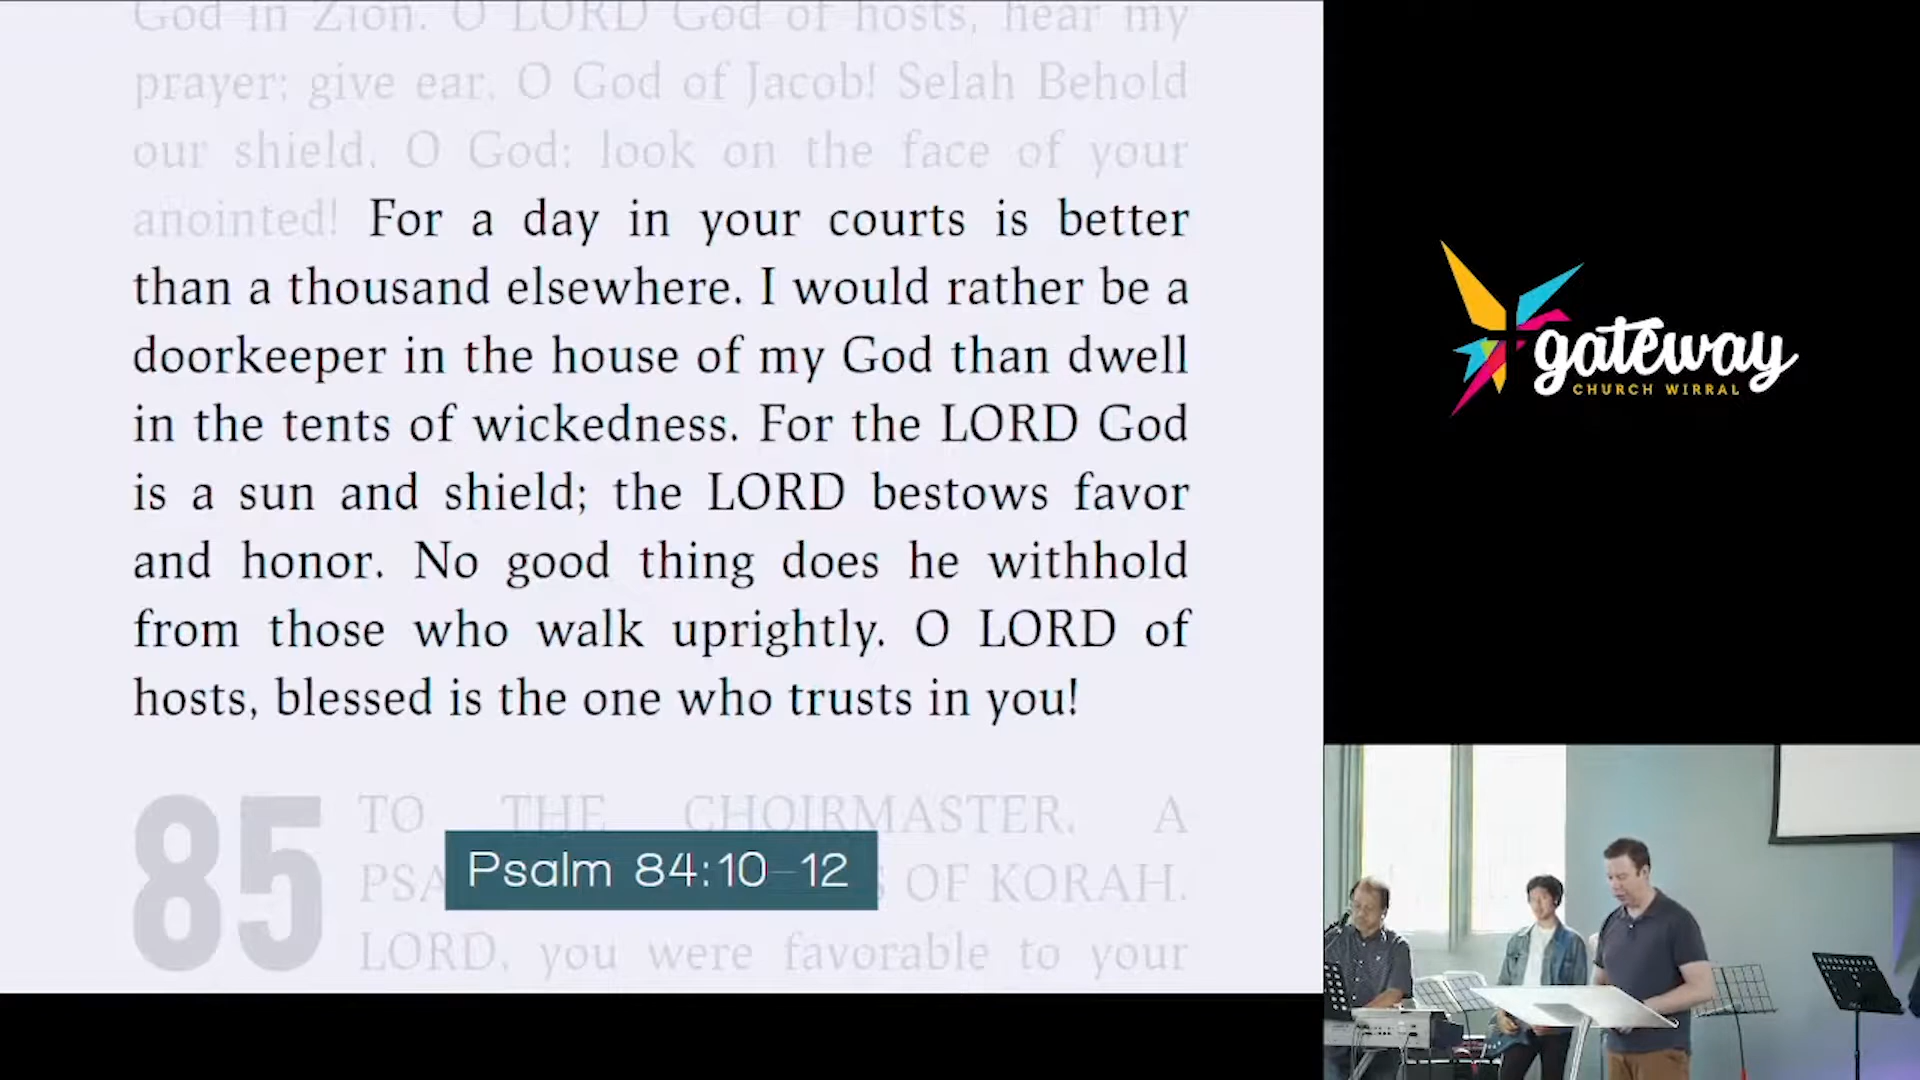 God in Zion. O LORD God of hosts, hear my
prayer; give ear, O God of Jacob! Selah Behold
our shield, O God; look on the face of your
anointed! For a day in your courts is better
than a thousand elsewhere. I would rather be a
doorkeeper in the house of my God than dwell
in the tents of wickedness. For the LORD God
is a sun and shield; the LORD bestows favor
and honor. No good thing does he withhold
from those who walk uprightly. O LORD of
hosts, blessed is the one who trusts in you!
85 TO THE CHOIRMASTER. A
PSA S OF KORAH.
LORD, you were favorable to your
Psalm 84:10–12
gateway
CHURCH WIRRAL